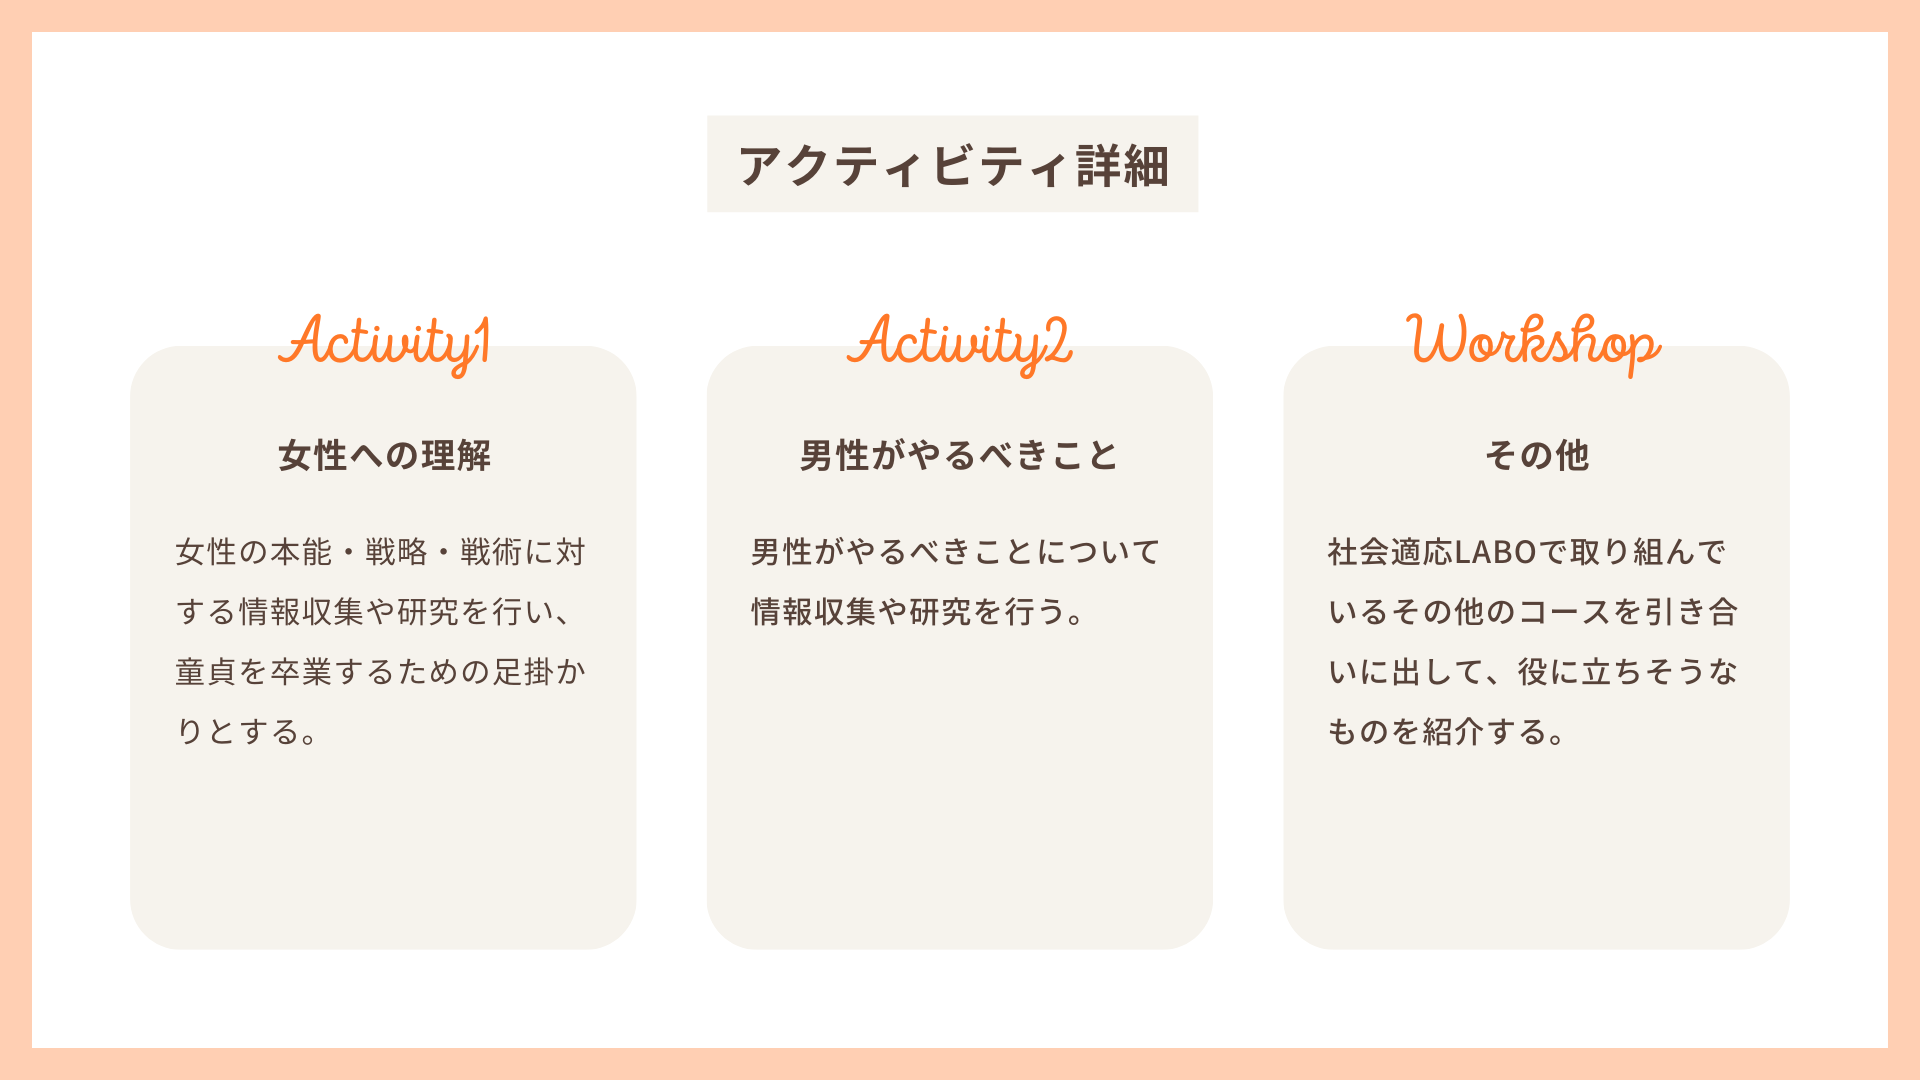 アクティビティ詳細
Activity1
女性への理解
女性の本能・戦略・戦術に対
する情報収集や研究を行い、
童貞を卒業するための足掛か
りとする。
Activity2
男性がやるべきこと
男性がやるべきことについて
情報収集や研究を行う。
Workshop
その他
社会適応LABOで取り組んで
いるその他のコースを引き合
いに出して、役に立ちそうな
ものを紹介する。